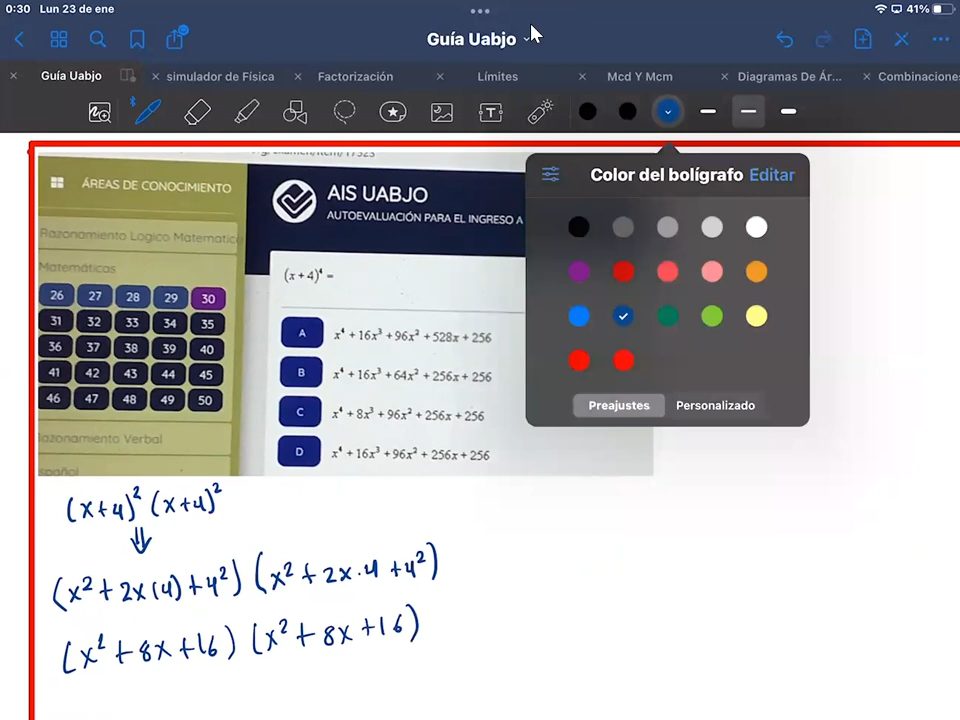 0:30 Lun 23 de ene 41%
Guía Uabjo
Guía Uabjo simulador de Física Factorización Límites Mcd Y Mcm Diagramas De Ár... Combinaciones
Color del bolígrafo Editar
Preajustes Personalizado
ÁREAS DE CONOCIMIENTO
Razonamiento Logico Matematic
Matemáticas
26 27 28 29 30
31 32 33 34 35
36 37 38 39 40
41 42 43 44 45
46 47 48 49 50
azonamiento Verbal
spañol
AIS UABJO
AUTOEVALUACIÓN PARA EL INGRESO A
(x+4)⁴ =
A x⁴ + 16x³ + 96x² + 528x + 256
B x⁴ + 16x³ + 64x² + 256x + 256
C x⁴ + 8x³ + 96x² + 256x + 256
D x⁴ + 16x³ + 96x² + 256x + 256
(x+4)² (x+4)²
⇓
(x² + 2x(4) + 4²) (x² + 2x·4 + 4²)
(x² + 8x + 16) (x² + 8x + 16)